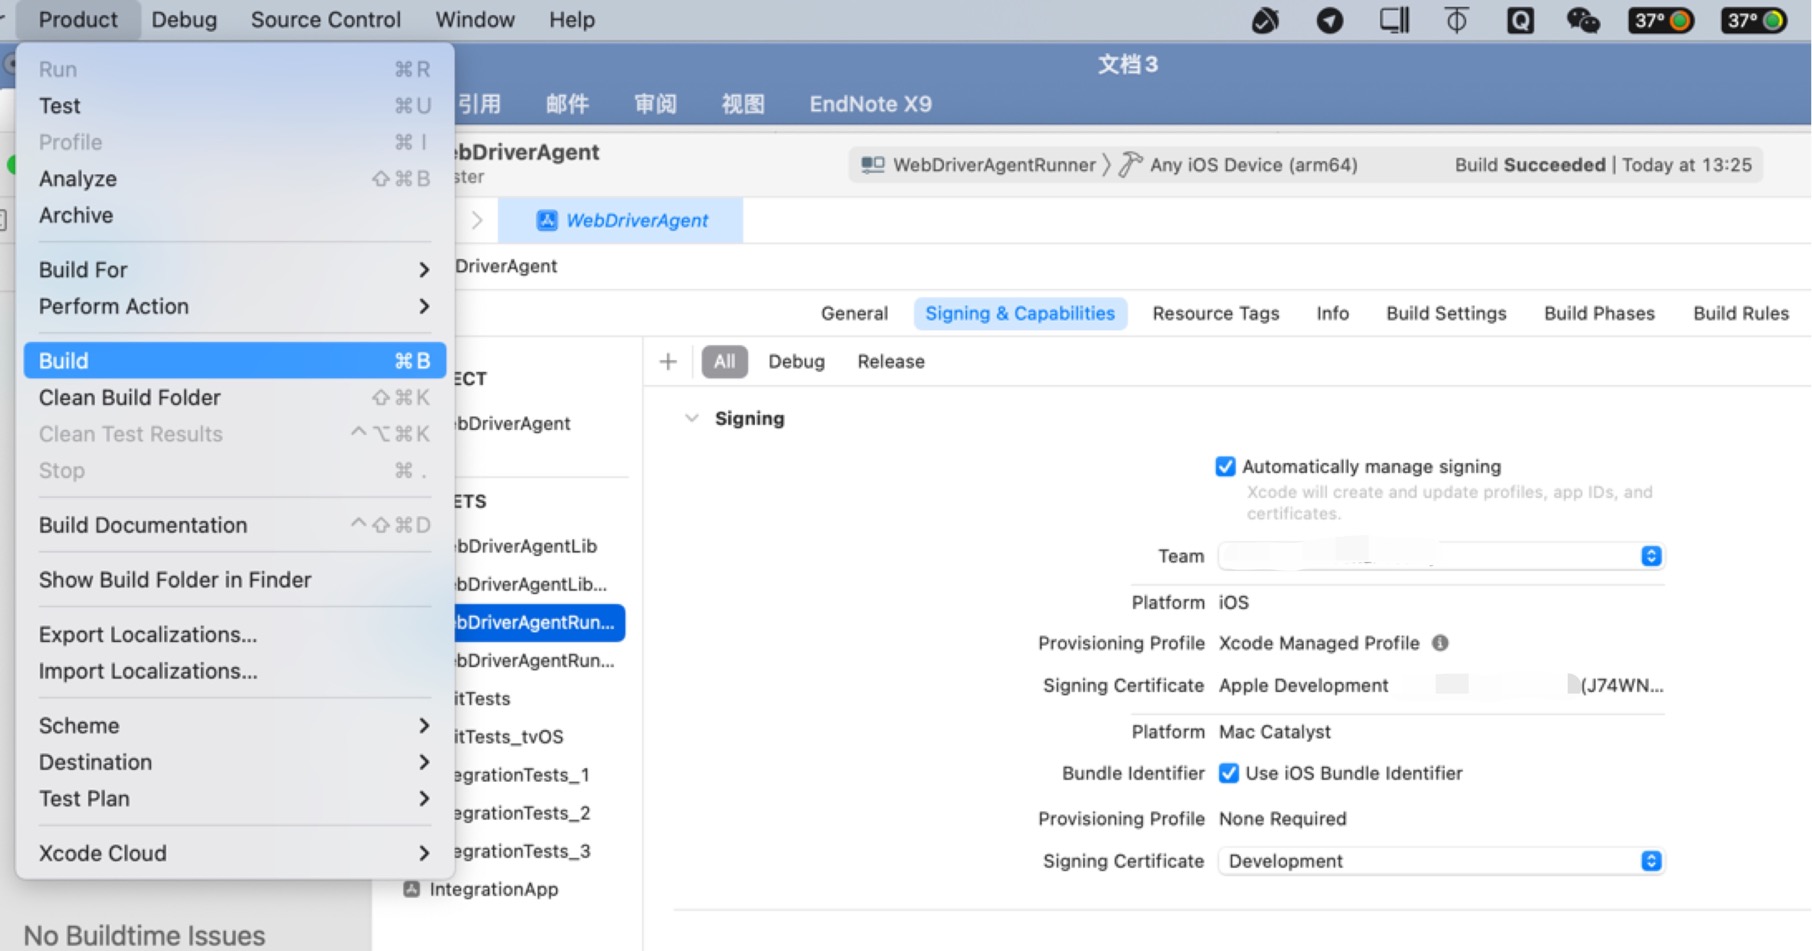 Product Debug Source Control Window Help 37° 37°
文档3
引用 邮件 审阅 视图 EndNote X9
Run ⌘R
Test ⌘U
Profile ⌘I
Analyze ⇧⌘B
Archive
Build For
Perform Action
Build ⌘B
Clean Build Folder ⇧⌘K
Clean Test Results ^⌥⌘K
Stop ⌘.
Build Documentation ^⇧⌘D
Show Build Folder in Finder
Export Localizations...
Import Localizations...
Scheme
Destination
Test Plan
Xcode Cloud
No Buildtime Issues
ebDriverAgent
ster
WebDriverAgentRunner 〉 Any iOS Device (arm64) Build Succeeded | Today at 13:25
WebDriverAgent
DriverAgent
General Signing & Capabilities Resource Tags Info Build Settings Build Phases Build Rules
+ All Debug Release
ECT
ebDriverAgent
ETS
ebDriverAgentLib
ebDriverAgentLib...
ebDriverAgentRun...
ebDriverAgentRun...
itTests
itTests_tvOS
egrationTests_1
egrationTests_2
egrationTests_3
IntegrationApp
Signing
Automatically manage signing
Xcode will create and update profiles, app IDs, and
certificates.
Team
Platform iOS
Provisioning Profile Xcode Managed Profile
Signing Certificate Apple Development (J74WN...
Platform Mac Catalyst
Bundle Identifier Use iOS Bundle Identifier
Provisioning Profile None Required
Signing Certificate Development